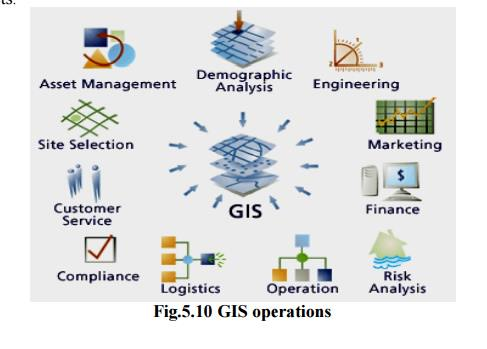 ts.
Demographic
Analysis
Asset Management
Engineering
Site Selection
Marketing
$
Customer
Service
GIS
Finance
Compliance
Logistics
Operation
Risk
Analysis
Fig.5.10 GIS operations